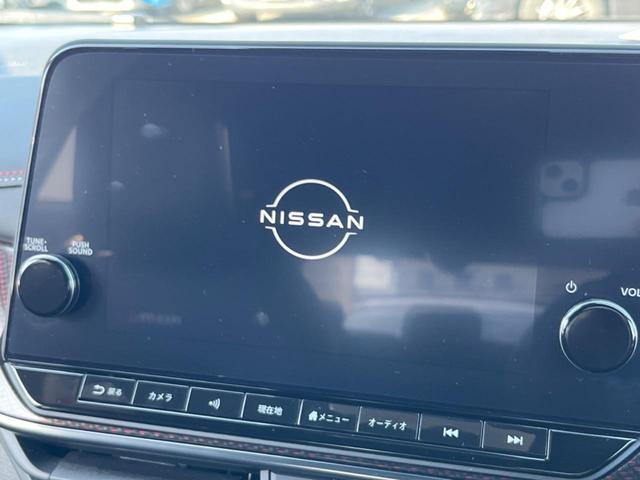 NISSAN
TUNE•
SCROLL
PUSH
SOUND
VOL
戻る
カメラ
現在地
メニュー
オーディオ